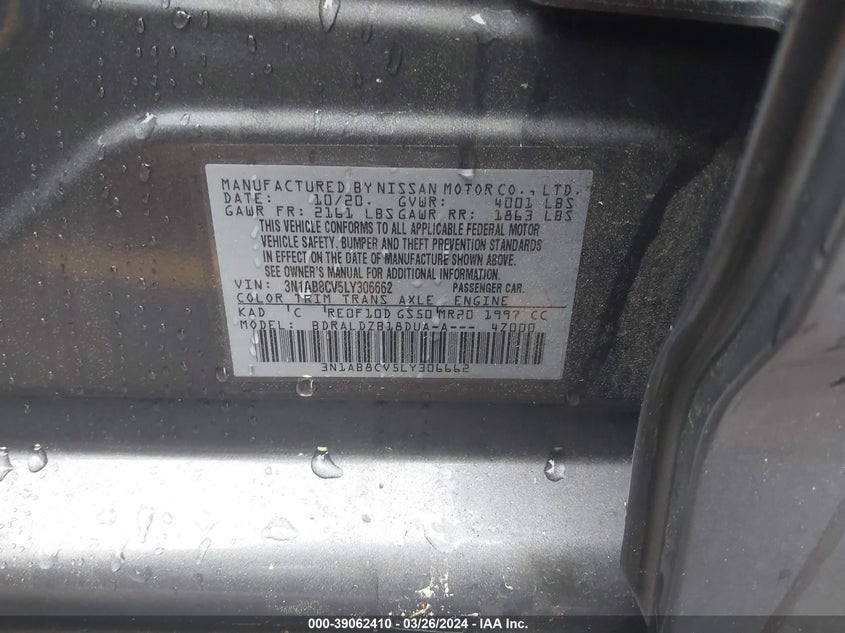 MANUFACTURED BY NISSAN MOTOR CO., LTD.
DATE: 10/20. GVWR: 4001 LBS
GAWR FR: 2161 LBS GAWR RR: 1863 LBS
THIS VEHICLE CONFORMS TO ALL APPLICABLE FEDERAL MOTOR
VEHICLE SAFETY, BUMPER AND THEFT PREVENTION STANDARDS
IN EFFECT ON THE DATE OF MANUFACTURE SHOWN ABOVE.
SEE OWNER'S MANUAL FOR ADDITIONAL INFORMATION.
VIN: 3N1AB8CV5LY306662 PASSENGER CAR
COLOR TRIM TRANS AXLE ENGINE
KAD C RE0F10D GS50 MR20 1997 CC
MODEL: BDRALDZB18DUA-A--- 47000
3N1AB8CV5LY306662
000-39062410 - 03/26/2024 - IAA Inc.